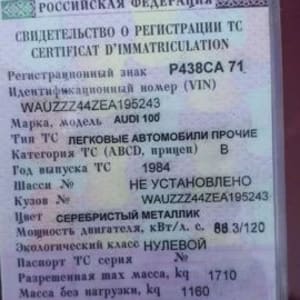 РОССИЙСКАЯ ФЕДЕРАЦИЯ
СВИДЕТЕЛЬСТВО О РЕГИСТРАЦИИ ТС
CERTIFICAT D'IMMATRICULATION
Регистрационный знак Р438СА 71
Идентификационный номер (VIN)
WAUZZZ44ZEA195243
Марка, модель AUDI 100
Тип ТС ЛЕГКОВЫЕ АВТОМОБИЛИ ПРОЧИЕ
Категория ТС (ABCD, прицеп) B
Год выпуска ТС 1984
Шасси № НЕ УСТАНОВЛЕНО
Кузов № WAUZZZ44ZEA195243
Цвет СЕРЕБРИСТЫЙ МЕТАЛЛИК
Мощность двигателя, кВт/л. с. 88.3/120
Экологический класс НУЛЕВОЙ
Паспорт ТС серия №
Разрешенная max масса, kg 1710
Масса без нагрузки, kg 1160